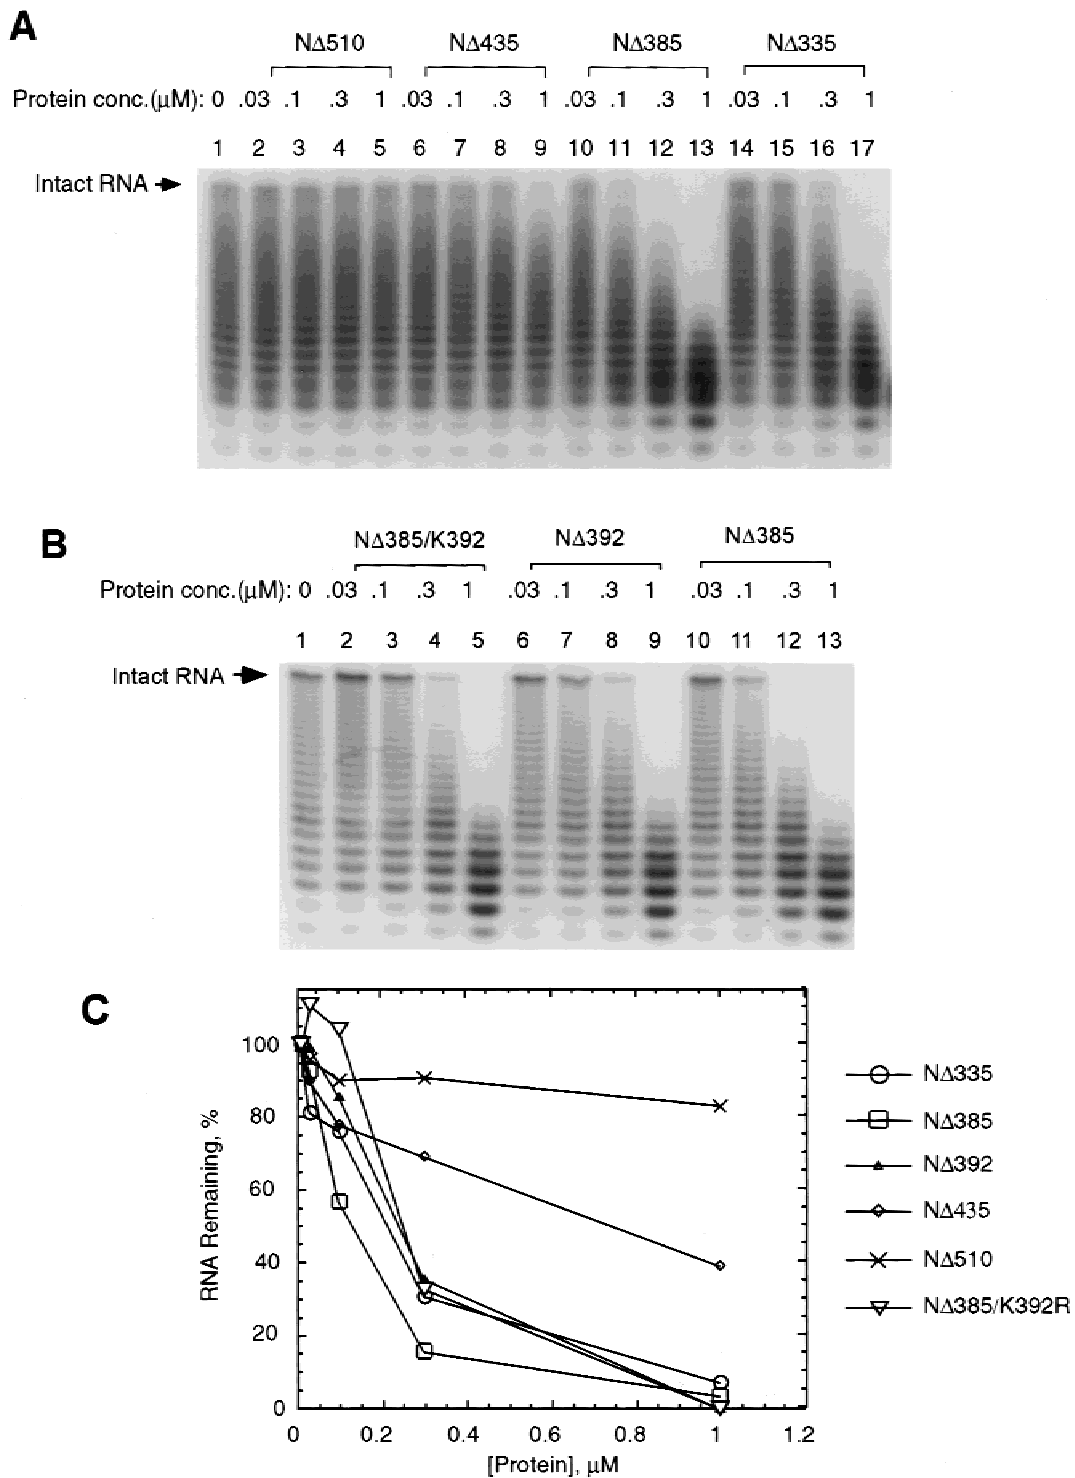 A
NΔ510 NΔ435 NΔ385 NΔ335
Protein conc.(μM): 0 .03 .1 .3 1 .03 .1 .3 1 .03 .1 .3 1 .03 .1 .3 1
1 2 3 4 5 6 7 8 9 10 11 12 13 14 15 16 17
Intact RNA
B
NΔ385/K392 NΔ392 NΔ385
Protein conc.(μM): 0 .03 .1 .3 1 .03 .1 .3 1 .03 .1 .3 1
1 2 3 4 5 6 7 8 9 10 11 12 13
Intact RNA
C
100
80
60
40
20
0
RNA Remaining, %
0 0.2 0.4 0.6 0.8 1 1.2
[Protein], μM
NΔ335
NΔ385
NΔ392
NΔ435
NΔ510
NΔ385/K392R